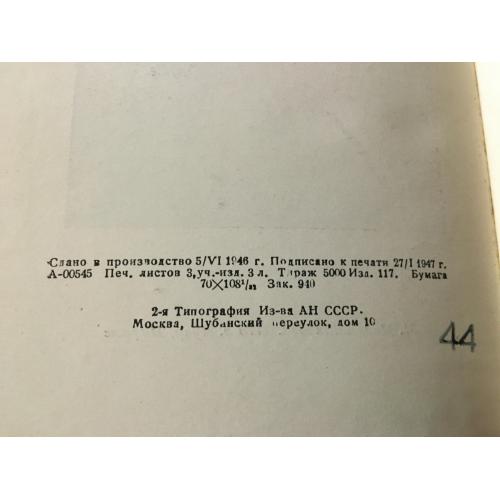 Сдано в производство 5/VI 1946 г. Подписано к печати 27/I 1947 г.
А-00545 Печ. листов 3, уч.-изд. 3 л. Тираж 5000 Изд. 117. Бумага
70×108¹/₃₂ Зак. 940
2-я Типография Из-ва АН СССР.
Москва, Шубинский переулок, дом 10
44